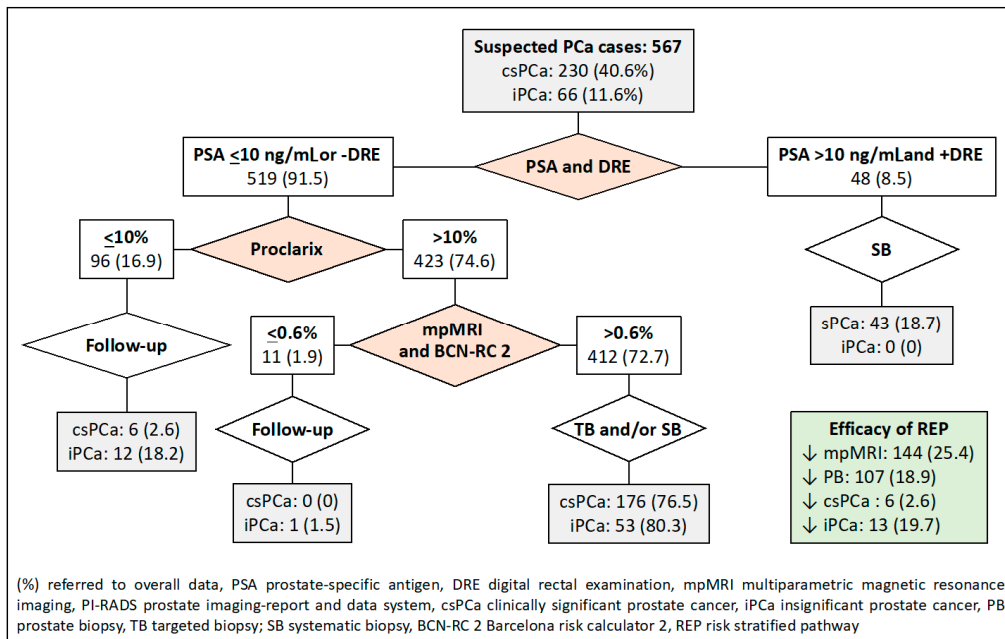 Suspected PCa cases: 567
csPCa: 230 (40.6%)
iPCa: 66 (11.6%)
PSA ≤10 ng/mLor -DRE
519 (91.5)
PSA and DRE
PSA >10 ng/mLand +DRE
48 (8.5)
≤10%
96 (16.9)
Proclarix
>10%
423 (74.6)
SB
Follow-up
≤0.6%
11 (1.9)
mpMRI
and BCN-RC 2
>0.6%
412 (72.7)
sPCa: 43 (18.7)
iPCa: 0 (0)
csPCa: 6 (2.6)
iPCa: 12 (18.2)
Follow-up
TB and/or SB
csPCa: 0 (0)
iPCa: 1 (1.5)
csPCa: 176 (76.5)
iPCa: 53 (80.3)
Efficacy of REP
↓ mpMRI: 144 (25.4)
↓ PB: 107 (18.9)
↓ csPCa : 6 (2.6)
↓ iPCa: 13 (19.7)
(%) referred to overall data, PSA prostate-specific antigen, DRE digital rectal examination, mpMRI multiparametric magnetic resonance
imaging, PI-RADS prostate imaging-report and data system, csPCa clinically significant prostate cancer, iPCa insignificant prostate cancer, PB
prostate biopsy, TB targeted biopsy; SB systematic biopsy, BCN-RC 2 Barcelona risk calculator 2, REP risk stratified pathway